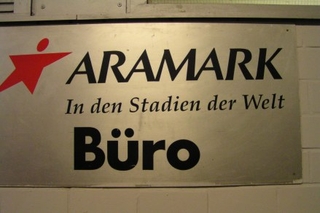 ARAMARK
In den Stadien der Welt
Büro